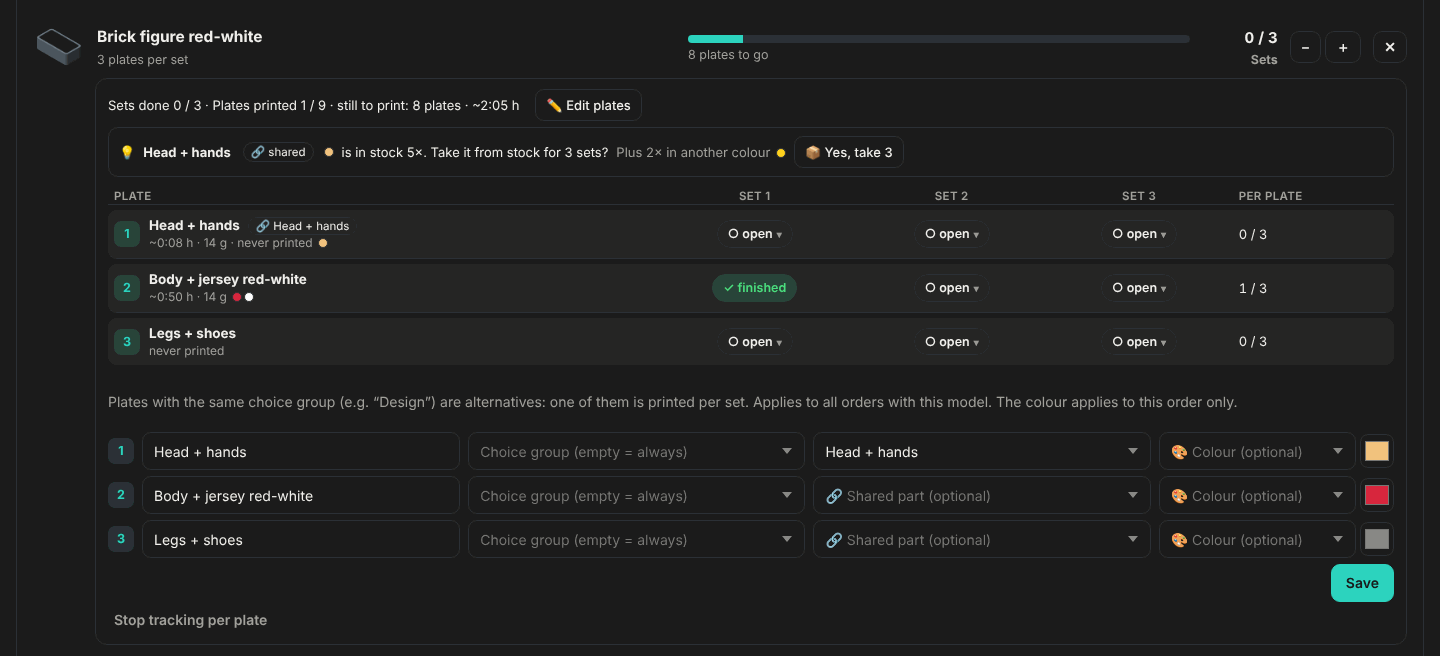 Brick figure red-white
3 plates per set
8 plates to go
0 / 3
Sets
− + ✕
Sets done 0 / 3 · Plates printed 1 / 9 · still to print: 8 plates · ~2:05 h ✏️ Edit plates
💡 Head + hands 🔗 shared is in stock 5×. Take it from stock for 3 sets? Plus 2× in another colour 📦 Yes, take 3
PLATE SET 1 SET 2 SET 3 PER PLATE
1 Head + hands 🔗 Head + hands
~0:08 h · 14 g · never printed
open ▾ open ▾ open ▾ 0 / 3
2 Body + jersey red-white
~0:50 h · 14 g
✓ finished open ▾ open ▾ 1 / 3
3 Legs + shoes
never printed
open ▾ open ▾ open ▾ 0 / 3
Plates with the same choice group (e.g. “Design”) are alternatives: one of them is printed per set. Applies to all orders with this model. The colour applies to this order only.
1 Head + hands Choice group (empty = always) Head + hands 🎨 Colour (optional)
2 Body + jersey red-white Choice group (empty = always) 🔗 Shared part (optional) 🎨 Colour (optional)
3 Legs + shoes Choice group (empty = always) 🔗 Shared part (optional) 🎨 Colour (optional)
Save
Stop tracking per plate